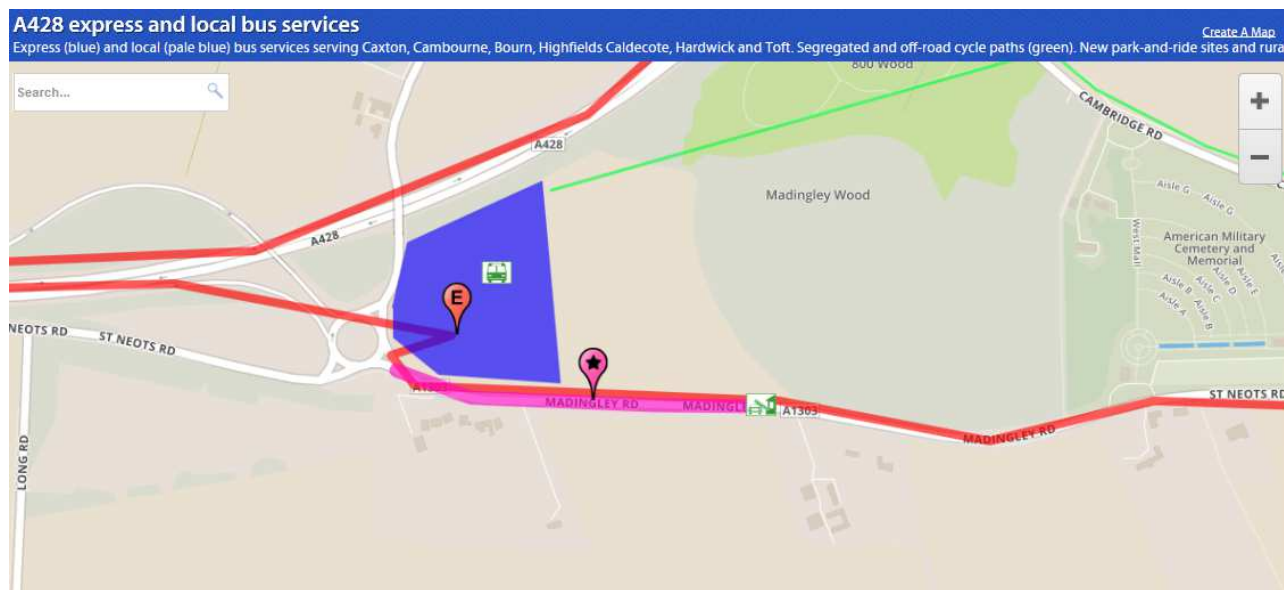 A428 express and local bus services
Create A Map
Express (blue) and local (pale blue) bus services serving Caxton, Cambourne, Bourn, Highfields Caldecote, Hardwick and Toft. Segregated and off-road cycle paths (green). New park-and-ride sites and rura
Search...
800 Wood
CAMBRIDGE RD
A428
Madingley Wood
Aisle G
Aisle G
West Mall
American Military
Cemetery and
Memorial
A428
Aisle E
Aisle D
Aisle C
Aisle B
Aisle B
Aisle A
E
NEOTS RD
ST NEOTS RD
A1303
MADINGLEY RD
MADINGL
A1303
ST NEOTS RD
MADINGLEY RD
LONG RD